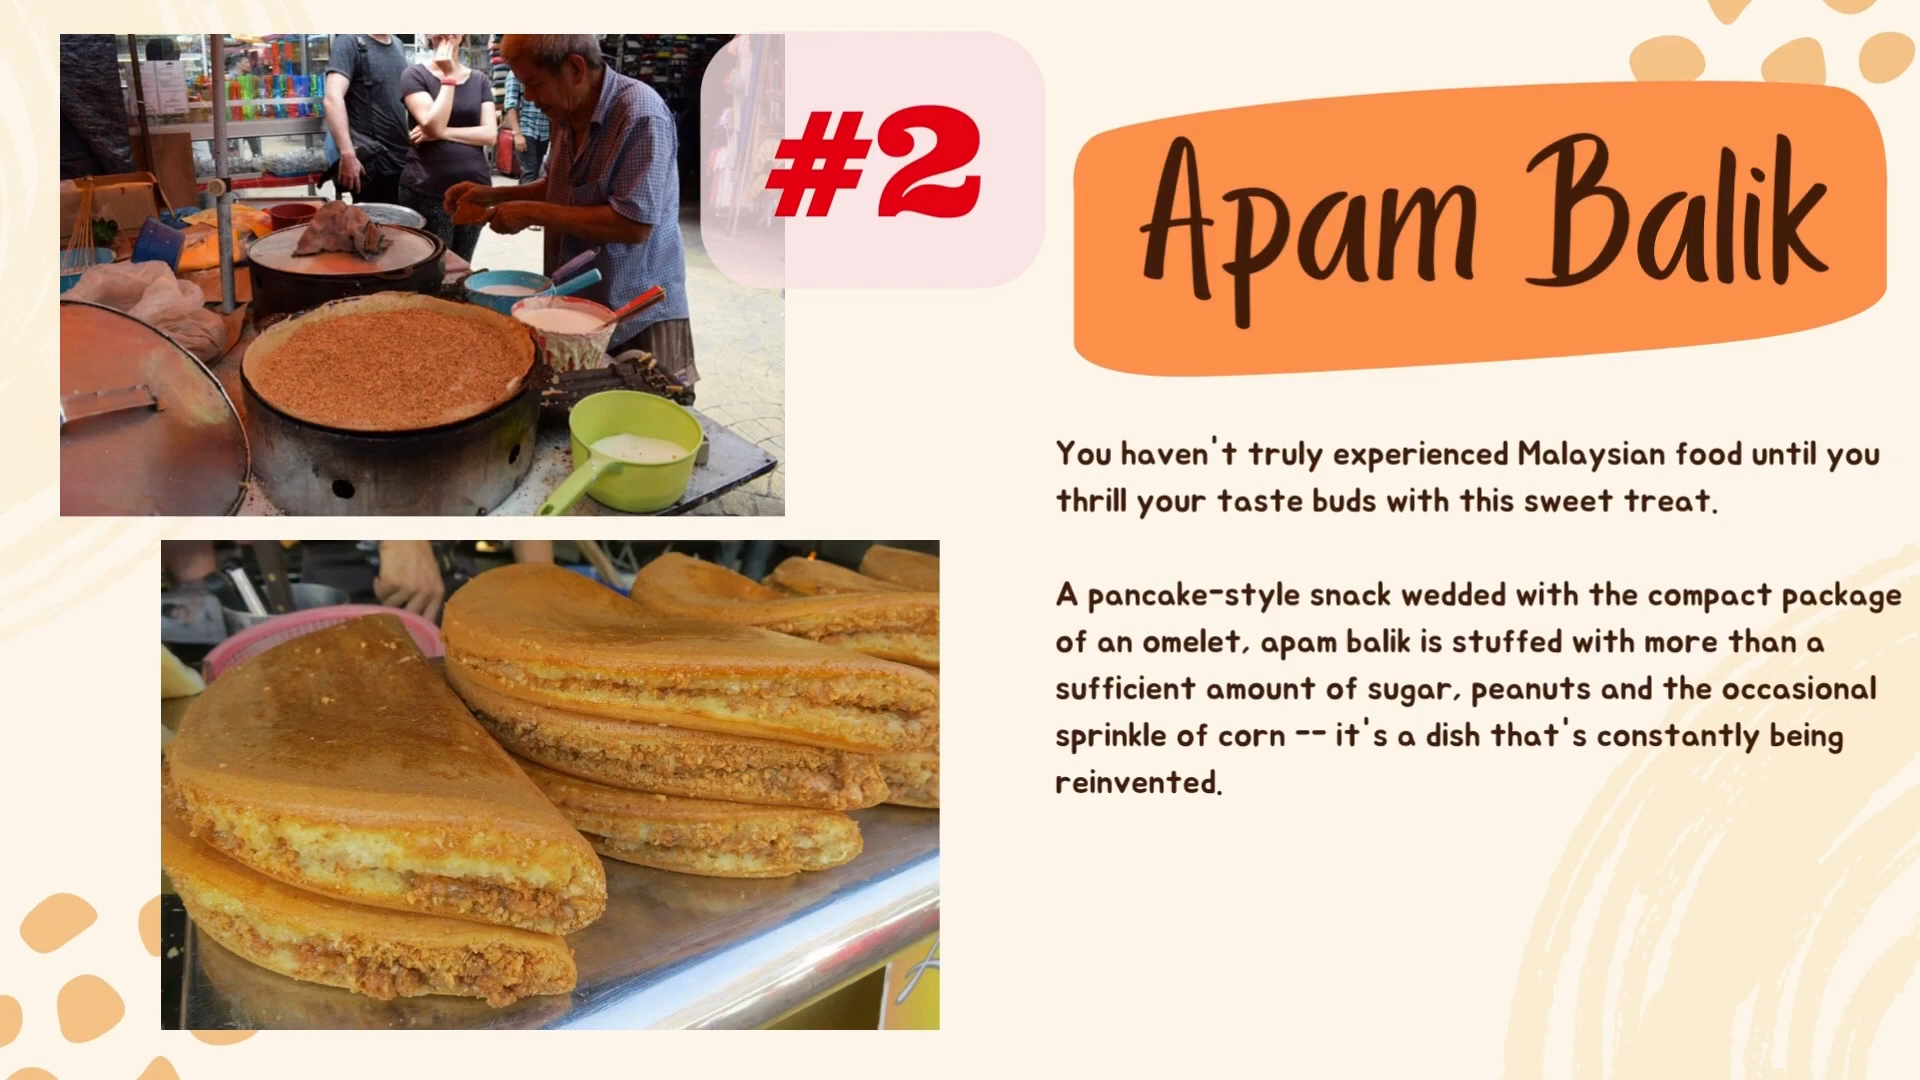 #2
Apam Balik
You haven't truly experienced Malaysian food until you
thrill your taste buds with this sweet treat.
A pancake-style snack wedded with the compact package
of an omelet, apam balik is stuffed with more than a
sufficient amount of sugar, peanuts and the occasional
sprinkle of corn -- it's a dish that's constantly being
reinvented.